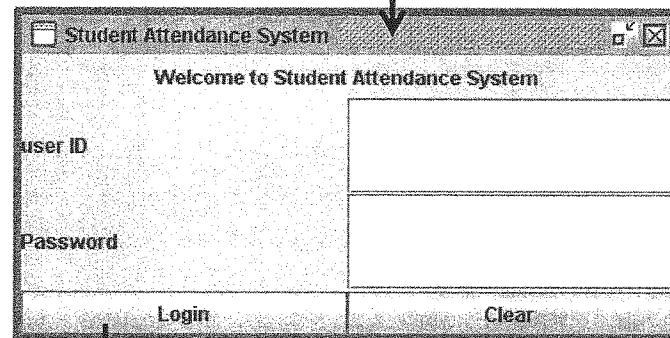 Student Attendance System
Welcome to Student Attendance System
user ID
Password
Login
Clear